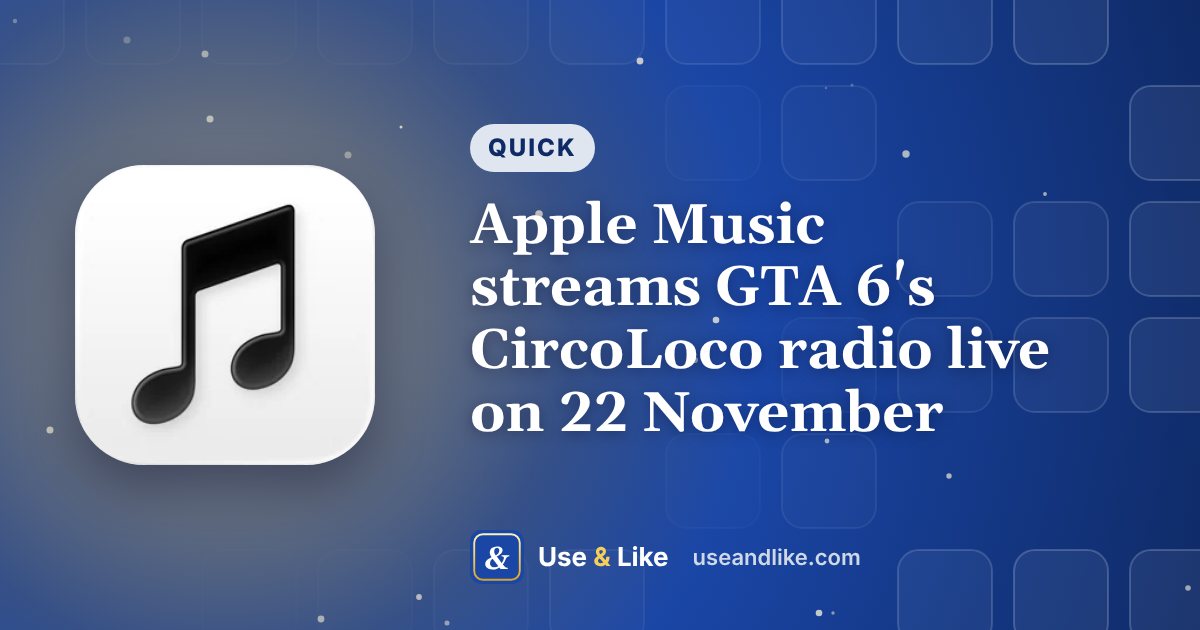 QUICK
Apple Music
streams GTA 6's
CircoLoco radio live
on 22 November
& Use & Like useandlike.com